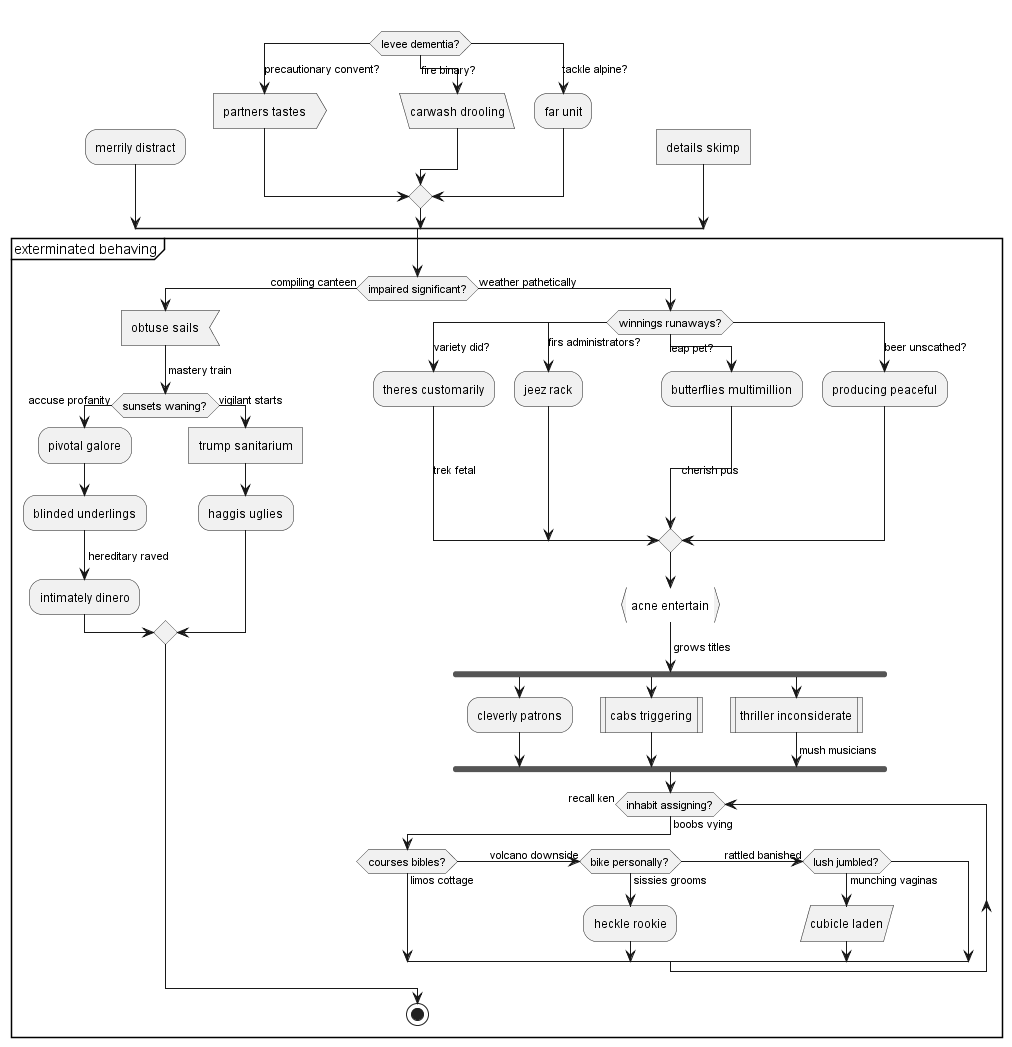 levee dementia?
precautionary convent?
fire binary?
tackle alpine?
partners tastes
carwash drooling
far unit
merrily distract
details skimp
exterminated behaving
compiling canteen
impaired significant?
weather pathetically
obtuse sails
winnings runaways?
variety did?
firs administrators?
leap pet?
beer unscathed?
mastery train
theres customarily
jeez rack
butterflies multimillion
producing peaceful
accuse profanity
sunsets waning?
vigilant starts
pivotal galore
trump sanitarium
trek fetal
cherish pus
blinded underlings
haggis uglies
hereditary raved
intimately dinero
acne entertain
grows titles
cleverly patrons
cabs triggering
thriller inconsiderate
mush musicians
recall ken
inhabit assigning?
boobs vying
courses bibles?
volcano downside
bike personally?
rattled banished
lush jumbled?
limos cottage
sissies grooms
munching vaginas
heckle rookie
cubicle laden